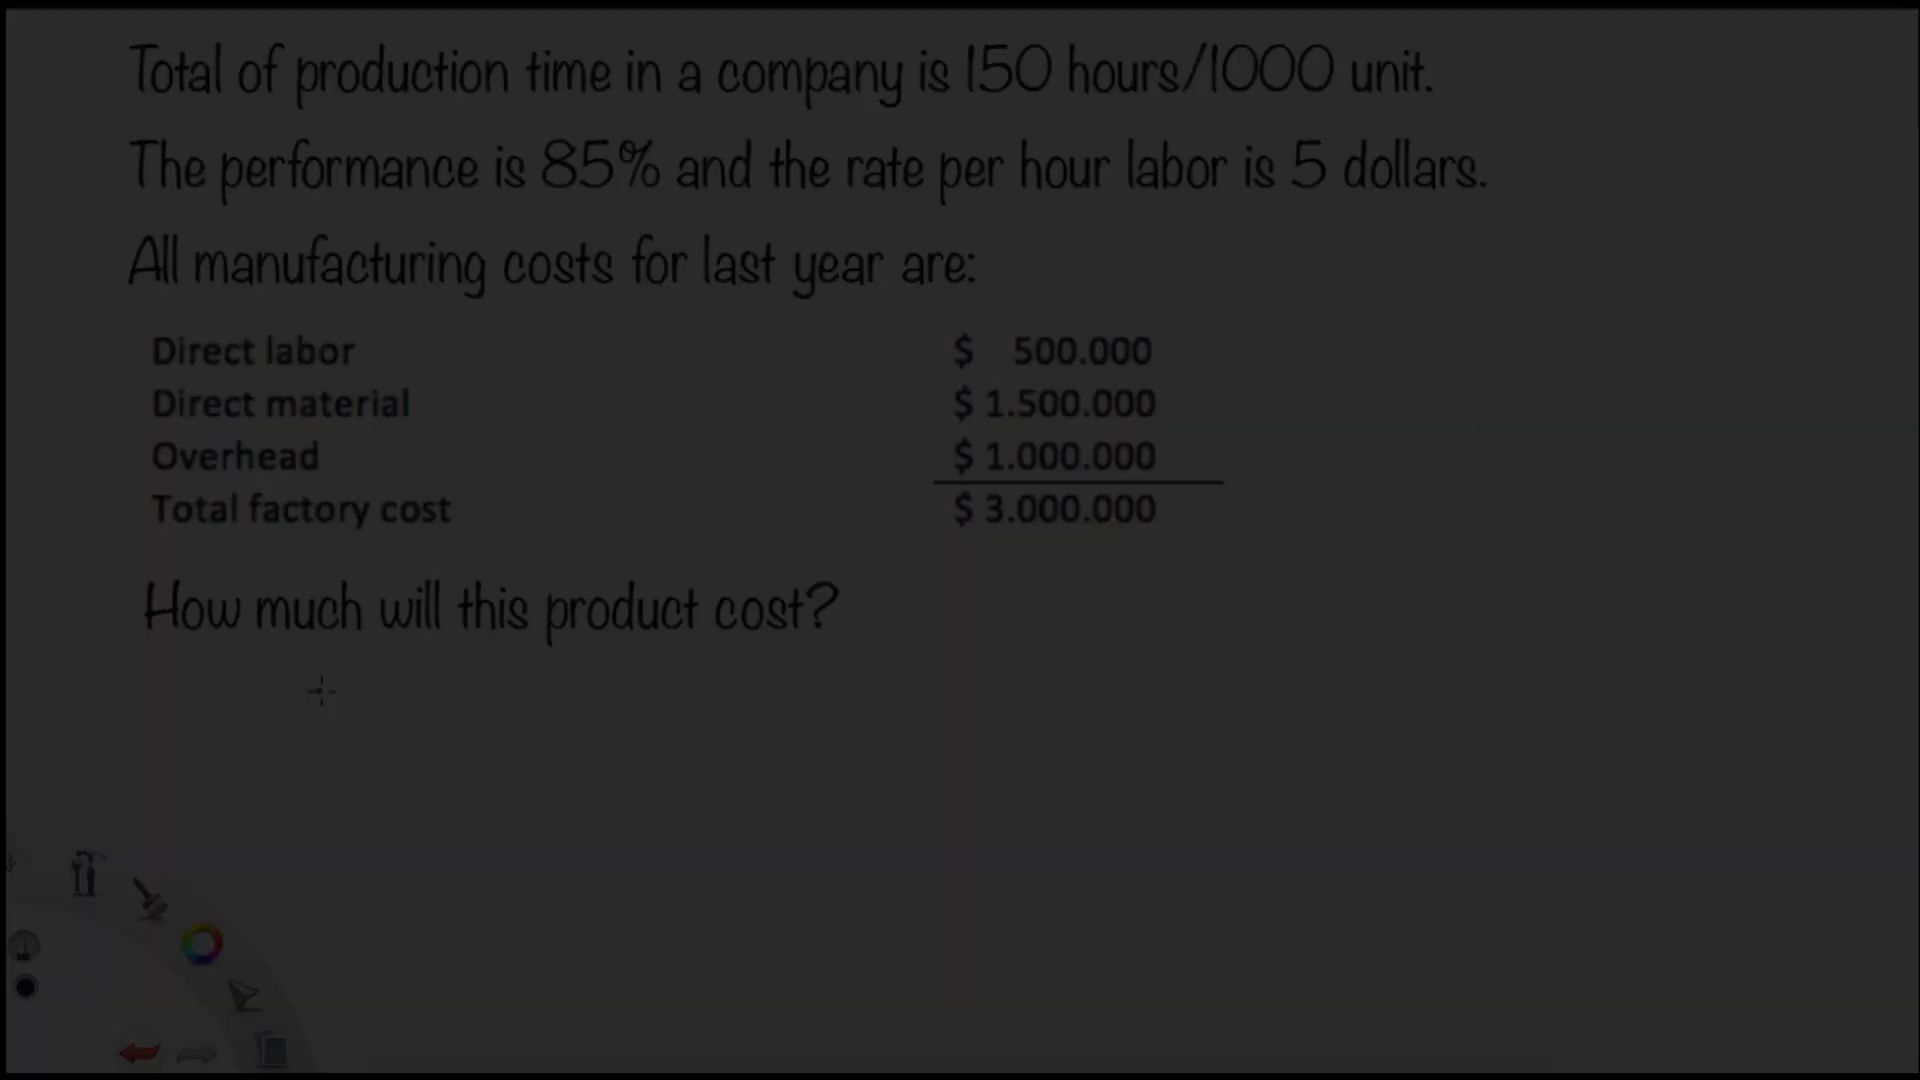 Total of production time in a company is 150 hours/1000 unit.
The performance is 85% and the rate per hour labor is 5 dollars.
All manufacturing costs for last year are:
Direct labor $ 500.000
Direct material $ 1.500.000
Overhead $ 1.000.000
Total factory cost $ 3.000.000
How much will this product cost?